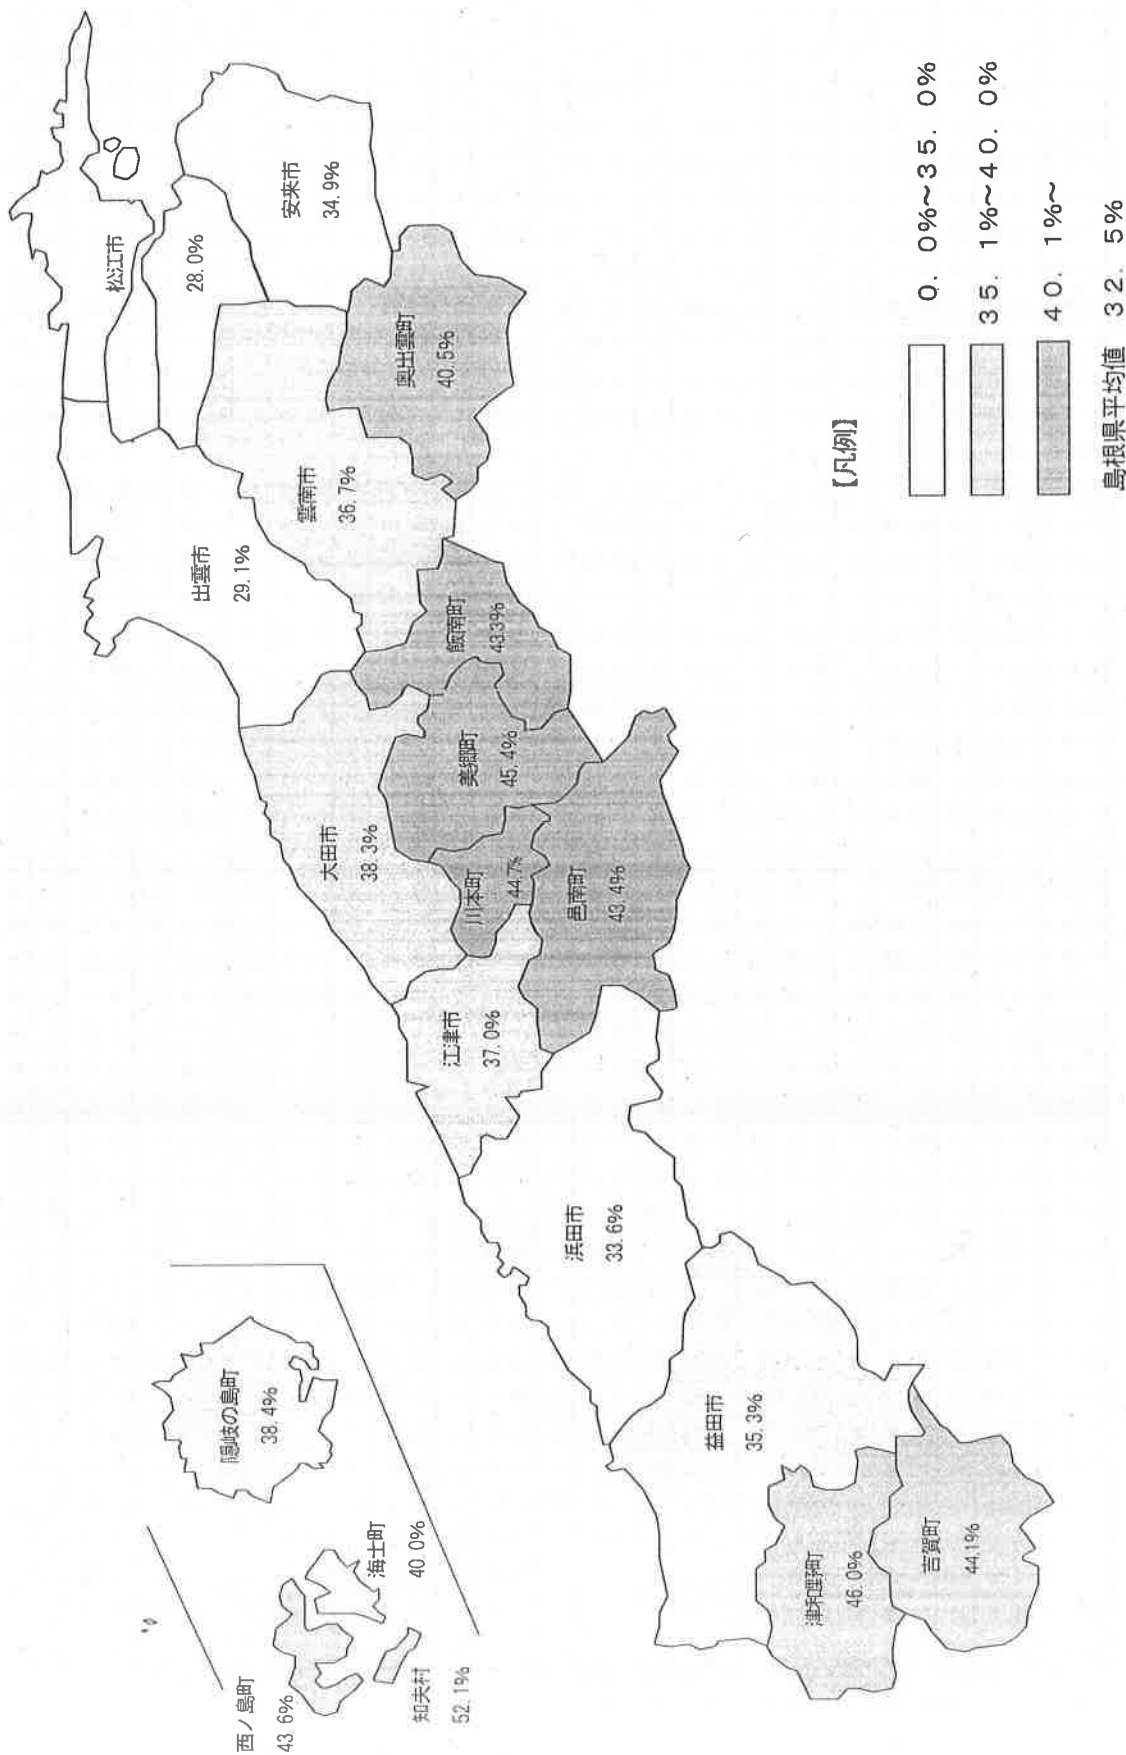 西ノ島町
43.6%
知夫村
52.1%
海士町
40.0%
隠岐の島町
38.4%
松江市
28.0%
安来市
34.9%
出雲市
29.1%
雲南市
36.7%
奥出雲町
40.5%
飯南町
43.3%
美郷町
45.4%
大田市
38.3%
川本町
44.7%
邑南町
43.4%
江津市
37.0%
浜田市
33.6%
益田市
35.3%
津和野町
46.0%
吉賀町
44.1%
【凡例】
0.0%~35.0%
35.1%~40.0%
40.1%~
島根県平均値 32.5%